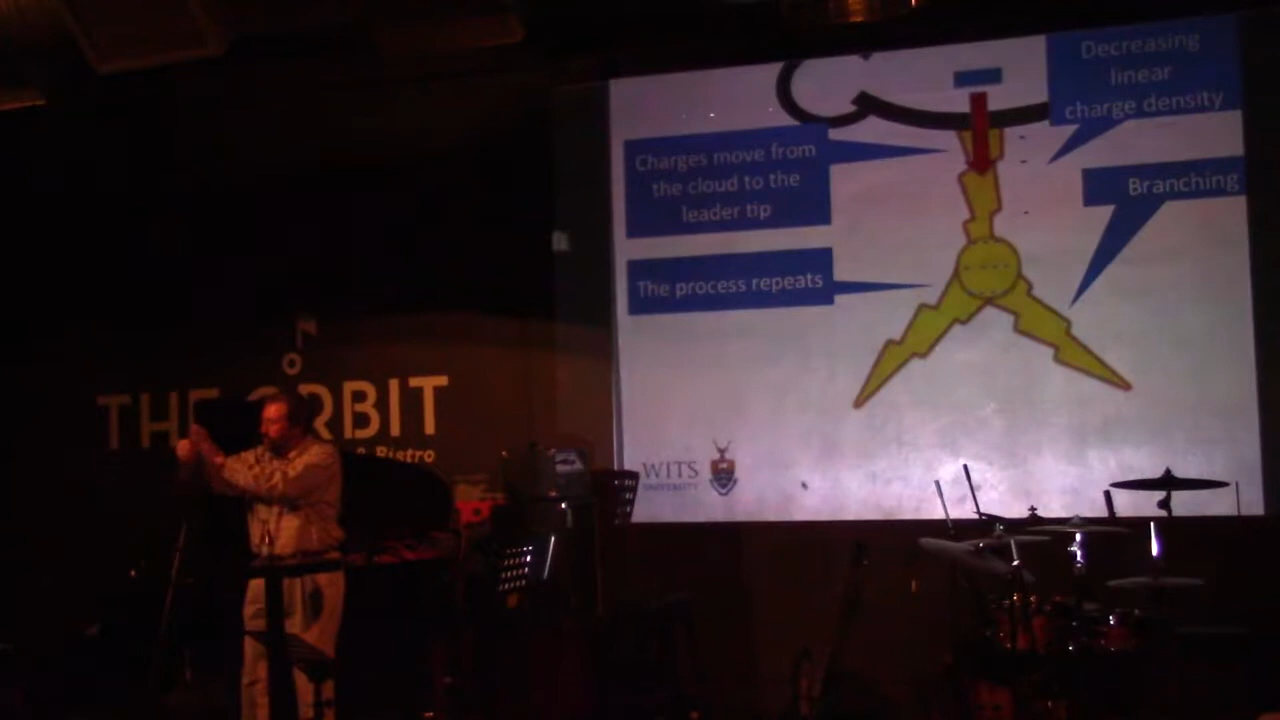 Decreasing
linear
charge density
Charges move from
the cloud to the
leader tip
Branching
The process repeats
THE ORBIT
& Bistro
WITS
UNIVERSITY